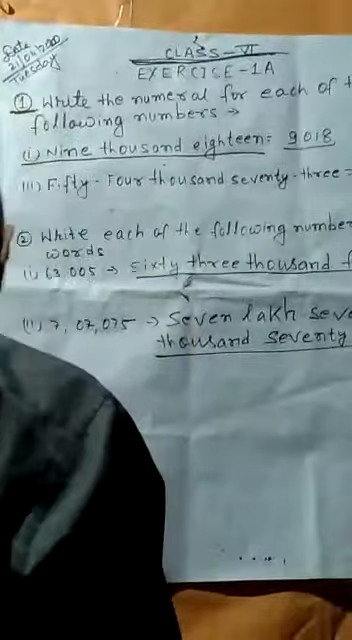 Date
Tuesday
CLASS - VI
EXERCISE - 1A
① Write the numeral for each of
following numbers →
(i) Nine thousand eighteen = 9018
(ii) Fifty - Four thousand seventy - three =
② Write each of the following number
words
(i) 63,005 → Sixty three thousand
(ii) 7,07,075 → Seven lakh
thousand seventy